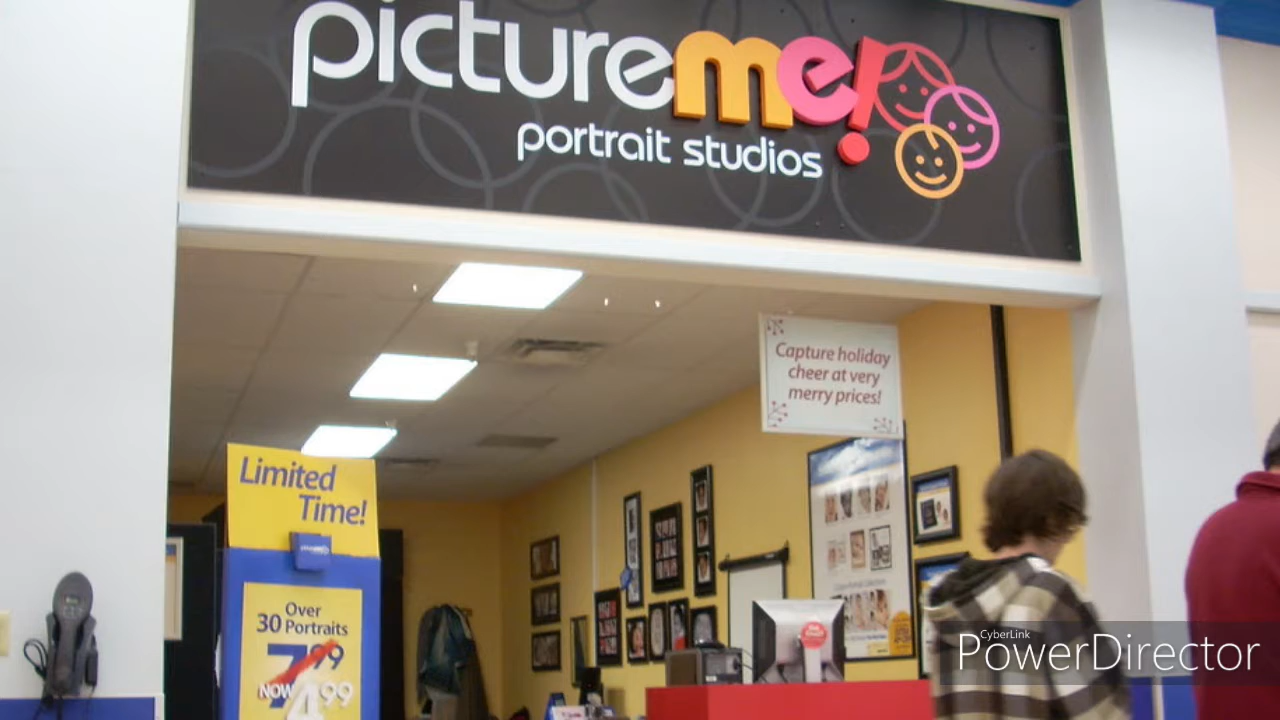 pictureme!
portrait studios
Capture holiday
cheer at very
merry prices!
Limited
Time!
Over
30 Portraits
7.99
NOW 4.99
CyberLink
PowerDirector